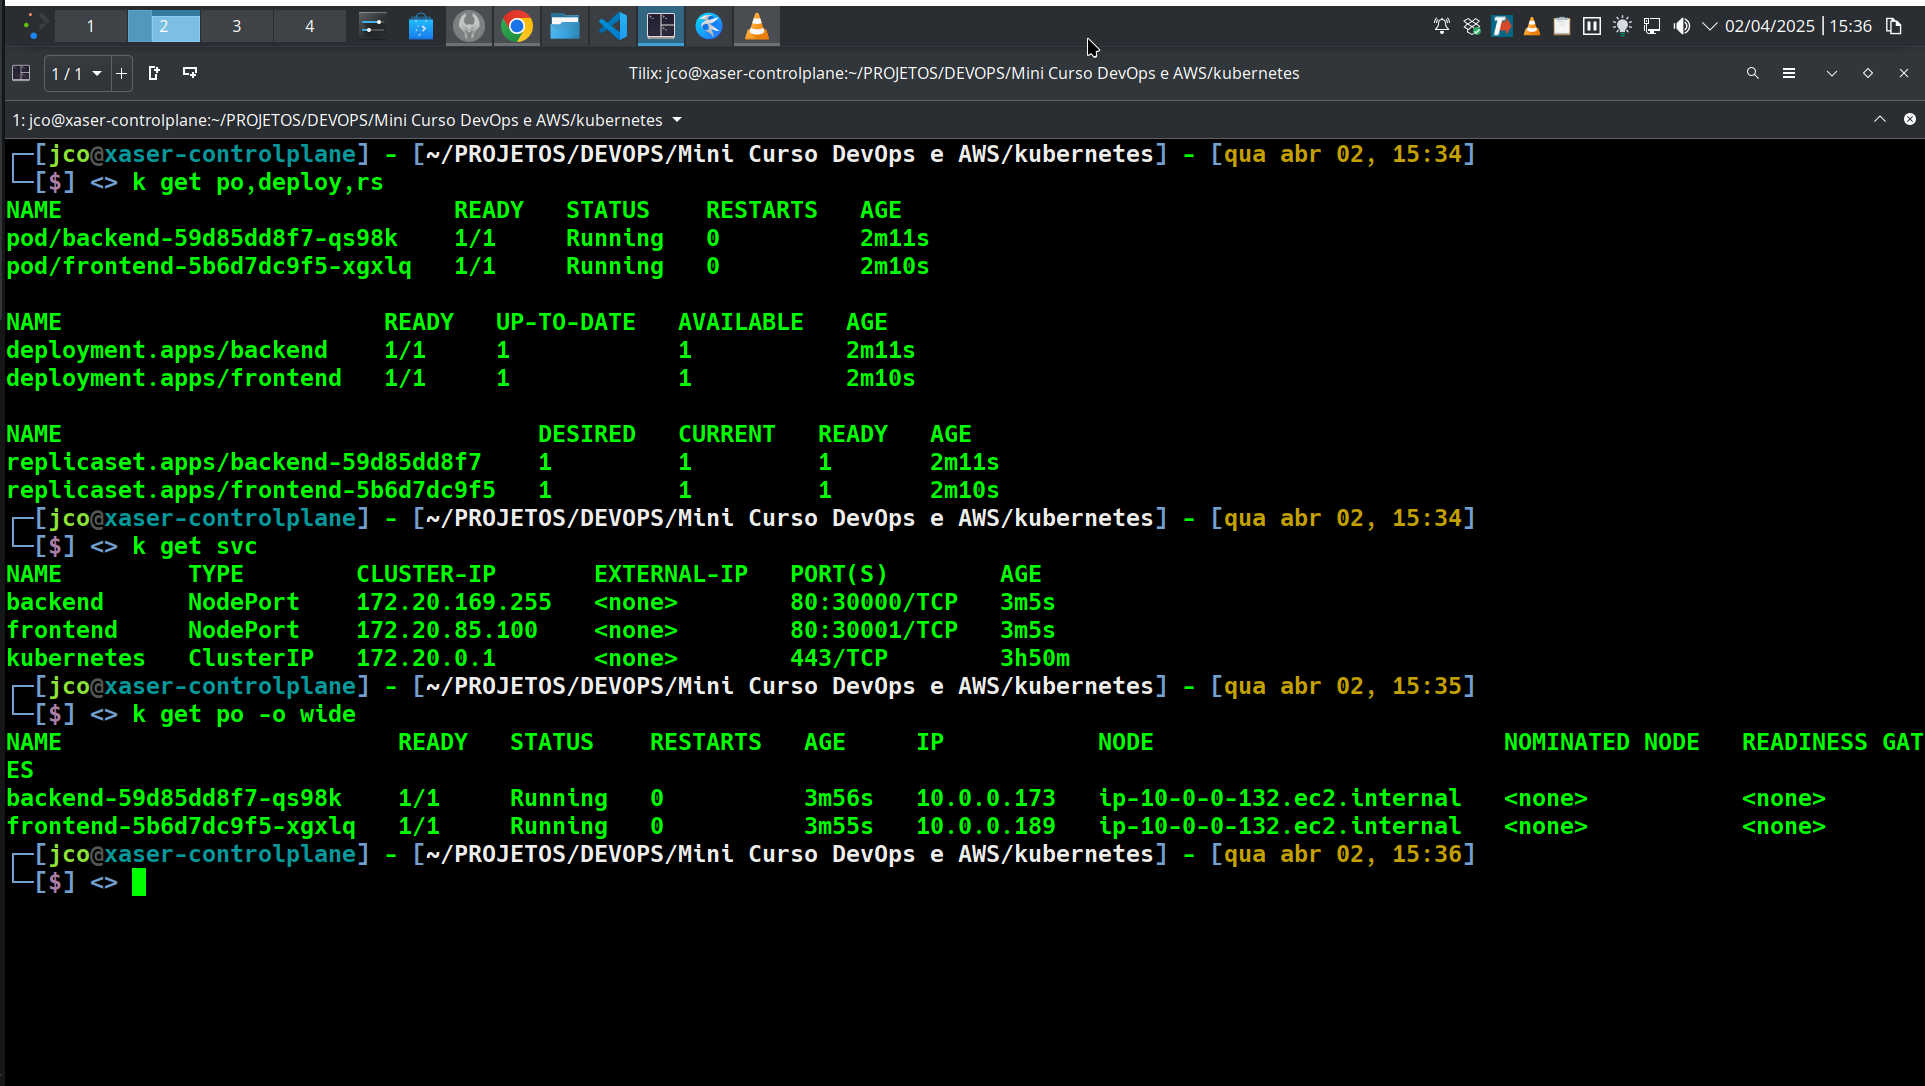 1 2 3 4 02/04/2025 15:36
1 / 1 Tilix: jco@xaser-controlplane:~/PROJETOS/DEVOPS/Mini Curso DevOps e AWS/kubernetes
1: jco@xaser-controlplane:~/PROJETOS/DEVOPS/Mini Curso DevOps e AWS/kubernetes
┌─[jco@xaser-controlplane] - [~/PROJETOS/DEVOPS/Mini Curso DevOps e AWS/kubernetes] - [qua abr 02, 15:34]
└─[$] <> k get po,deploy,rs
NAME READY STATUS RESTARTS AGE
pod/backend-59d85dd8f7-qs98k 1/1 Running 0 2m11s
pod/frontend-5b6d7dc9f5-xgxlq 1/1 Running 0 2m10s
NAME READY UP-TO-DATE AVAILABLE AGE
deployment.apps/backend 1/1 1 1 2m11s
deployment.apps/frontend 1/1 1 1 2m10s
NAME DESIRED CURRENT READY AGE
replicaset.apps/backend-59d85dd8f7 1 1 1 2m11s
replicaset.apps/frontend-5b6d7dc9f5 1 1 1 2m10s
┌─[jco@xaser-controlplane] - [~/PROJETOS/DEVOPS/Mini Curso DevOps e AWS/kubernetes] - [qua abr 02, 15:34]
└─[$] <> k get svc
NAME TYPE CLUSTER-IP EXTERNAL-IP PORT(S) AGE
backend NodePort 172.20.169.255 <none> 80:30000/TCP 3m5s
frontend NodePort 172.20.85.100 <none> 80:30001/TCP 3m5s
kubernetes ClusterIP 172.20.0.1 <none> 443/TCP 3h50m
┌─[jco@xaser-controlplane] - [~/PROJETOS/DEVOPS/Mini Curso DevOps e AWS/kubernetes] - [qua abr 02, 15:35]
└─[$] <> k get po -o wide
NAME READY STATUS RESTARTS AGE IP NODE NOMINATED NODE READINESS GAT
ES
backend-59d85dd8f7-qs98k 1/1 Running 0 3m56s 10.0.0.173 ip-10-0-0-132.ec2.internal <none> <none>
frontend-5b6d7dc9f5-xgxlq 1/1 Running 0 3m55s 10.0.0.189 ip-10-0-0-132.ec2.internal <none> <none>
┌─[jco@xaser-controlplane] - [~/PROJETOS/DEVOPS/Mini Curso DevOps e AWS/kubernetes] - [qua abr 02, 15:36]
└─[$] <>